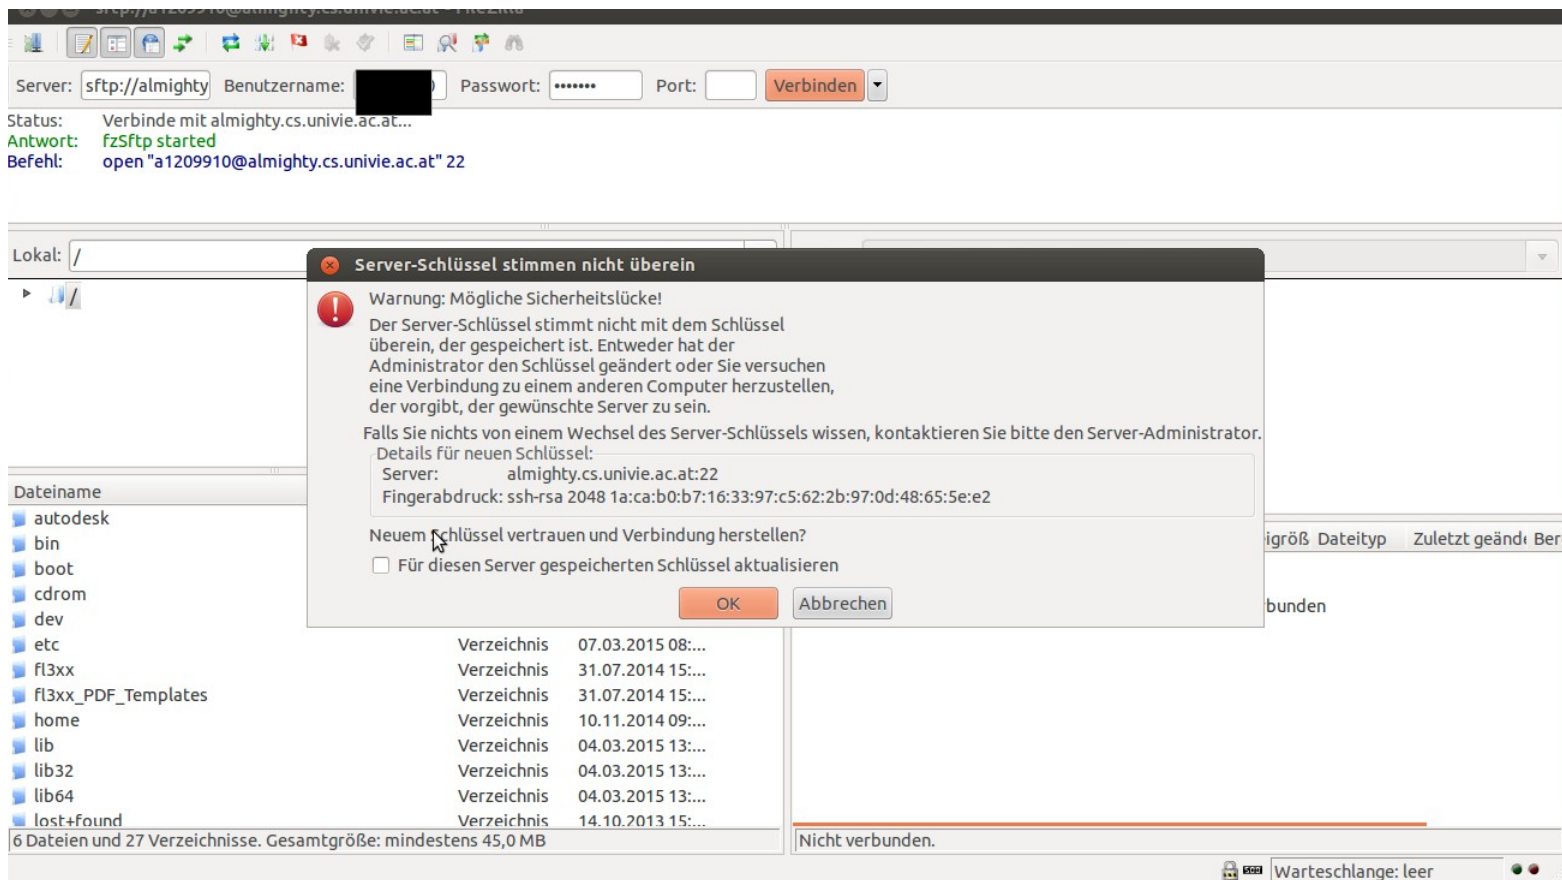 sftp://a1209910@almighty.cs.univie.ac.at - FileZilla
Server: sftp://almighty Benutzername: Passwort: ••••••• Port: Verbinden
Status: Verbinde mit almighty.cs.univie.ac.at...
Antwort: fzSftp started
Befehl: open "a1209910@almighty.cs.univie.ac.at" 22
Lokal: /
/
Server-Schlüssel stimmen nicht überein
Warnung: Mögliche Sicherheitslücke!
Der Server-Schlüssel stimmt nicht mit dem Schlüssel
überein, der gespeichert ist. Entweder hat der
Administrator den Schlüssel geändert oder Sie versuchen
eine Verbindung zu einem anderen Computer herzustellen,
der vorgibt, der gewünschte Server zu sein.
Falls Sie nichts von einem Wechsel des Server-Schlüssels wissen, kontaktieren Sie bitte den Server-Administrator.
Details für neuen Schlüssel:
Server: almighty.cs.univie.ac.at:22
Fingerabdruck: ssh-rsa 2048 1a:ca:b0:b7:16:33:97:c5:62:2b:97:0d:48:65:5e:e2
Neuem Schlüssel vertrauen und Verbindung herstellen?
Für diesen Server gespeicherten Schlüssel aktualisieren
OK Abbrechen
Dateiname
autodesk
bin
boot
cdrom
dev
etc Verzeichnis 07.03.2015 08:...
fl3xx Verzeichnis 31.07.2014 15:...
fl3xx_PDF_Templates Verzeichnis 31.07.2014 15:...
home Verzeichnis 10.11.2014 09:...
lib Verzeichnis 04.03.2015 13:...
lib32 Verzeichnis 04.03.2015 13:...
lib64 Verzeichnis 04.03.2015 13:...
lost+found Verzeichnis 14.10.2013 15:...
6 Dateien und 27 Verzeichnisse. Gesamtgröße: mindestens 45,0 MB
igröß Dateityp Zuletzt geände Ber
bunden
Nicht verbunden.
Warteschlange: leer